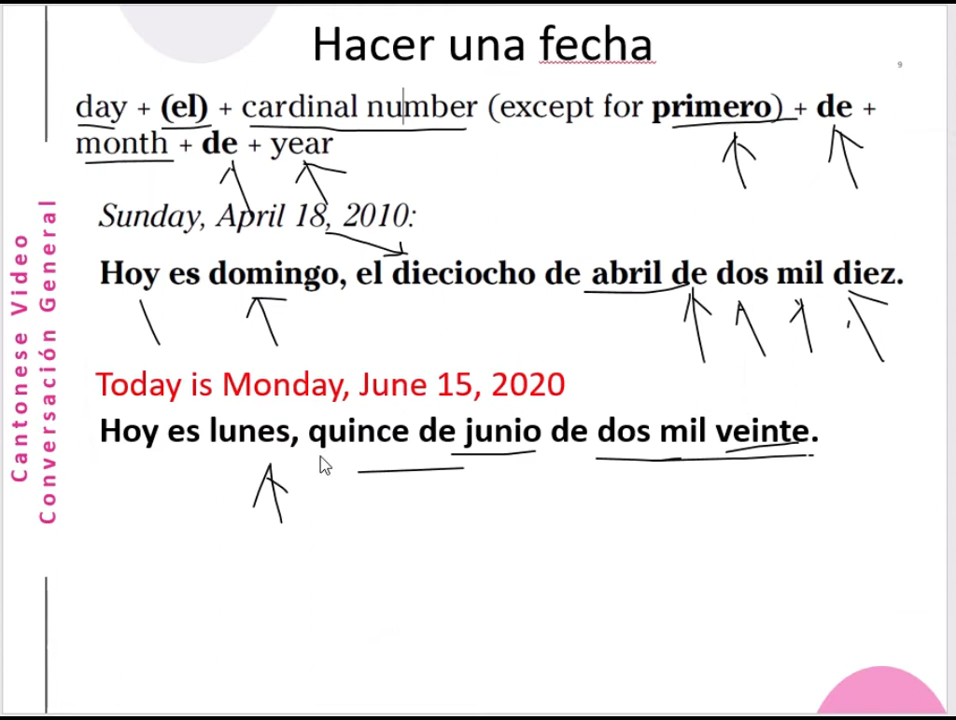 Hacer una fecha
9
day + (el) + cardinal number (except for primero) + de +
month + de + year
Sunday, April 18, 2010:
Hoy es domingo, el dieciocho de abril de dos mil diez.
Today is Monday, June 15, 2020
Hoy es lunes, quince de junio de dos mil veinte.
Cantonese Video
Conversación General